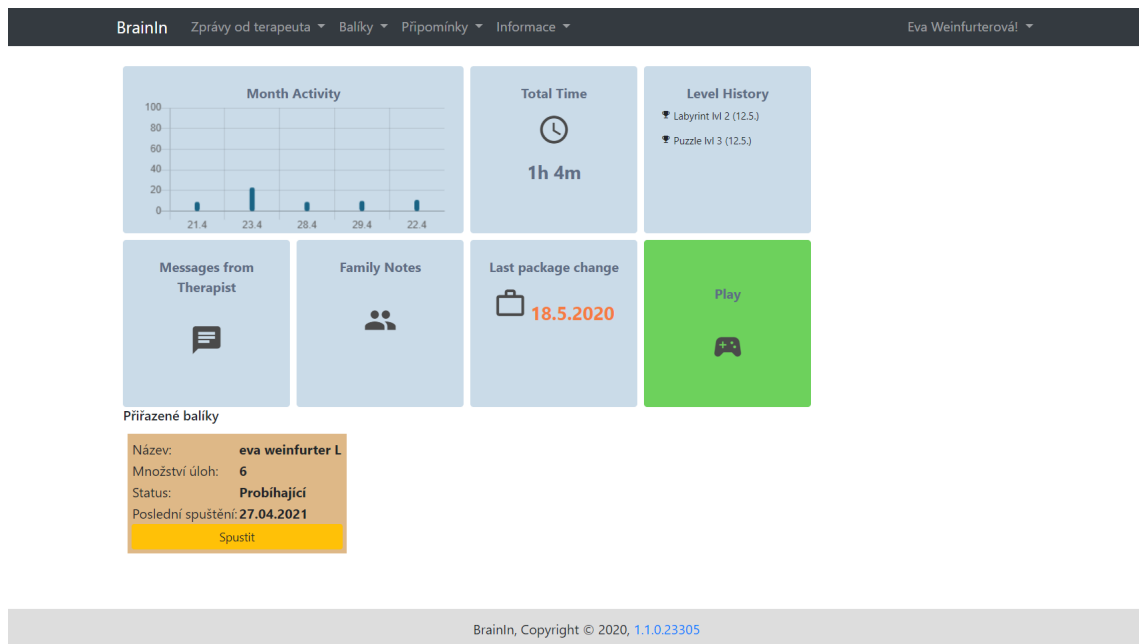 BrainIn Zprávy od terapeuta Balíky Připomínky Informace Eva Weinfurterová!
Month Activity
100
80
60
40
20
0
21.4 23.4 28.4 29.4 22.4
Total Time
1h 4m
Level History
Labyrint lvl 2 (12.5.)
Puzzle lvl 3 (12.5.)
Messages from
Therapist
Family Notes
Last package change
18.5.2020
Play
Přiřazené balíky
Název: eva weinfurter L
Množství úloh: 6
Status: Probíhající
Poslední spuštění: 27.04.2021
Spustit
BrainIn, Copyright © 2020, 1.1.0.23305